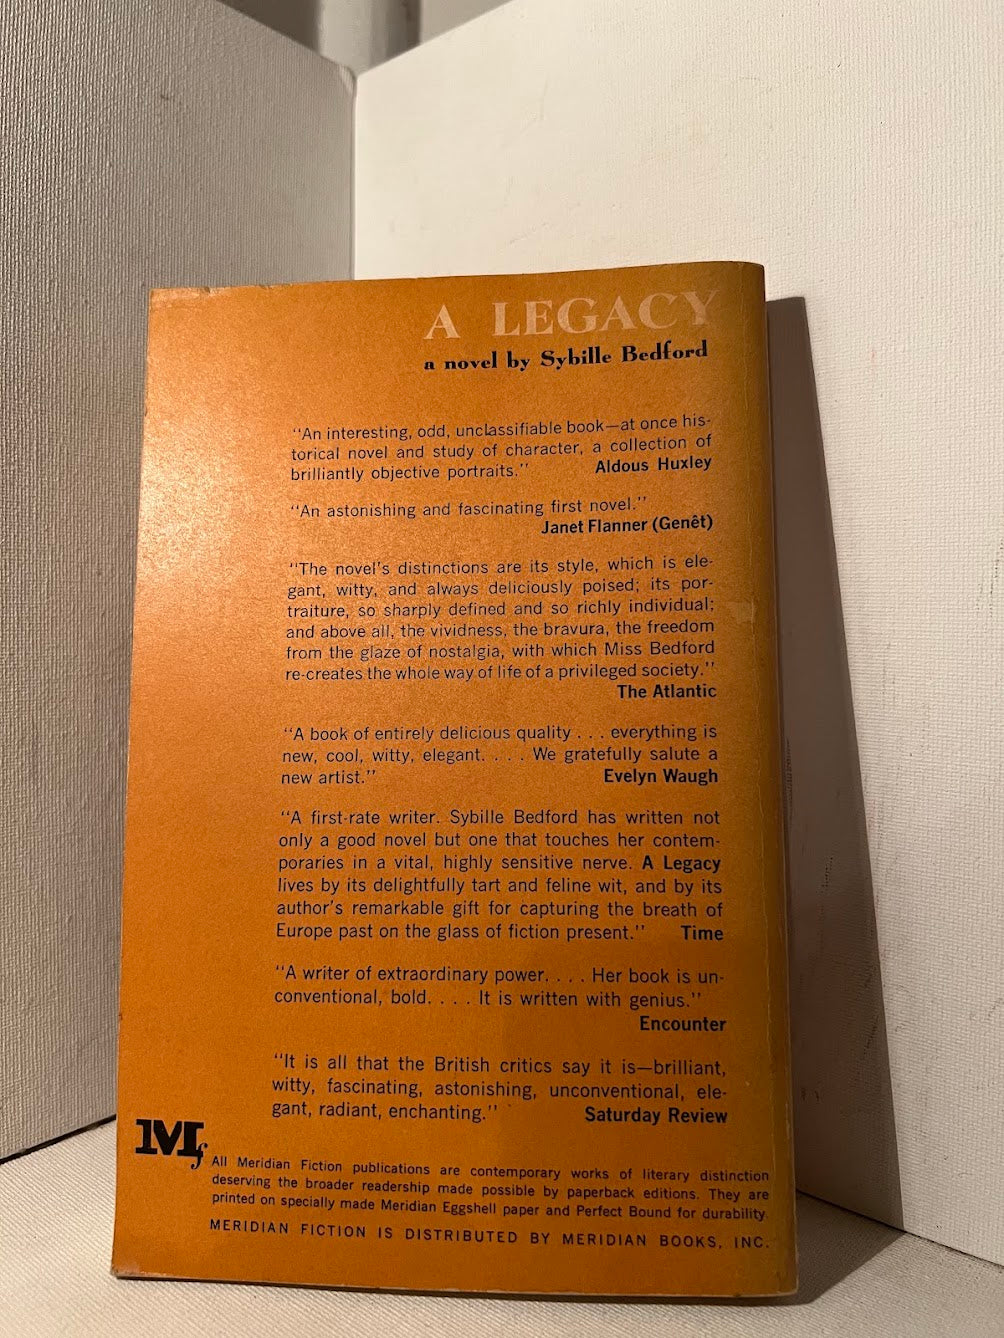 A LEGACY
a novel by Sybille Bedford
"An interesting, odd, unclassifiable book—at once his-
torical novel and study of character, a collection of
brilliantly objective portraits." Aldous Huxley
"An astonishing and fascinating first novel."
Janet Flanner (Genêt)
"The novel's distinctions are its style, which is ele-
gant, witty, and always deliciously poised; its por-
traiture, so sharply defined and so richly individual;
and above all, the vividness, the bravura, the freedom
from the glaze of nostalgia, with which Miss Bedford
re-creates the whole way of life of a privileged society."
The Atlantic
"A book of entirely delicious quality . . . everything is
new, cool, witty, elegant. . . . We gratefully salute a
new artist." Evelyn Waugh
"A first-rate writer. Sybille Bedford has written not
only a good novel but one that touches her contem-
poraries in a vital, highly sensitive nerve. A Legacy
lives by its delightfully tart and feline wit, and by its
author's remarkable gift for capturing the breath of
Europe past on the glass of fiction present." Time
"A writer of extraordinary power. . . . Her book is un-
conventional, bold. . . . It is written with genius."
Encounter
"It is all that the British critics say it is—brilliant,
witty, fascinating, astonishing, unconventional, ele-
gant, radiant, enchanting." Saturday Review
Mf
All Meridian Fiction publications are contemporary works of literary distinction
deserving the broader readership made possible by paperback editions. They are
printed on specially made Meridian Eggshell paper and Perfect Bound for durability.
MERIDIAN FICTION IS DISTRIBUTED BY MERIDIAN BOOKS, INC.